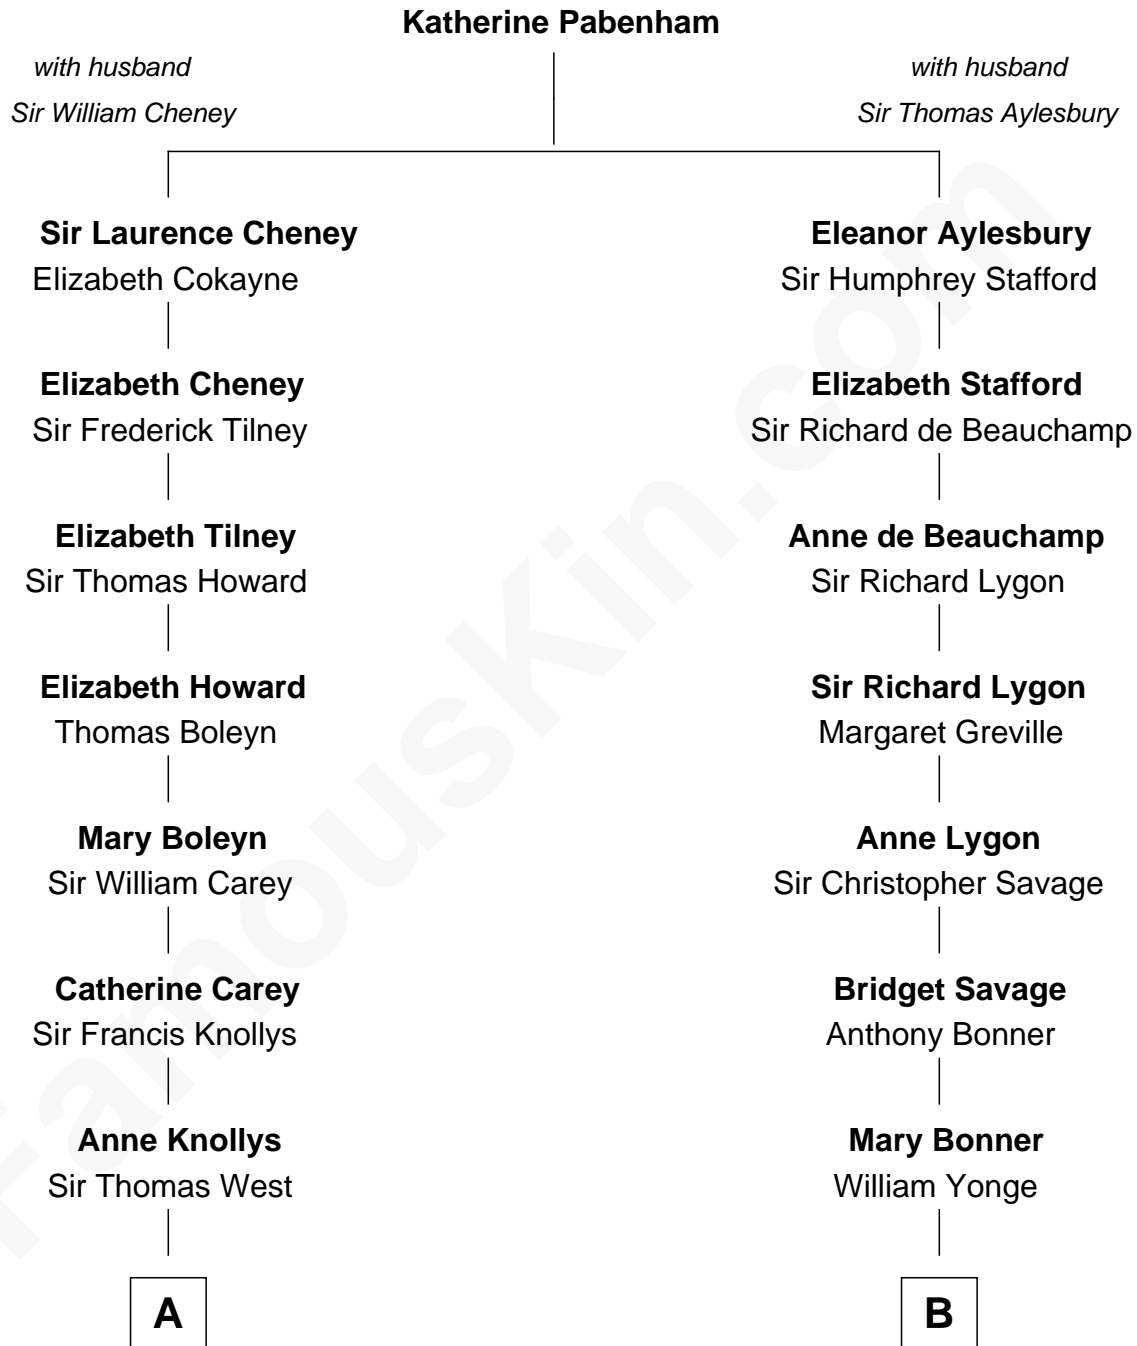 Katherine Pabenham
with husband
Sir William Cheney
with husband
Sir Thomas Aylesbury
Sir Laurence Cheney
Elizabeth Cokayne
Eleanor Aylesbury
Sir Humphrey Stafford
Elizabeth Cheney
Sir Frederick Tilney
Elizabeth Stafford
Sir Richard de Beauchamp
Elizabeth Tilney
Sir Thomas Howard
Anne de Beauchamp
Sir Richard Lygon
Elizabeth Howard
Thomas Boleyn
Sir Richard Lygon
Margaret Greville
Mary Boleyn
Sir William Carey
Anne Lygon
Sir Christopher Savage
Catherine Carey
Sir Francis Knollys
Bridget Savage
Anthony Bonner
Anne Knollys
Sir Thomas West
Mary Bonner
William Yonge
A
B
FamousKin.com